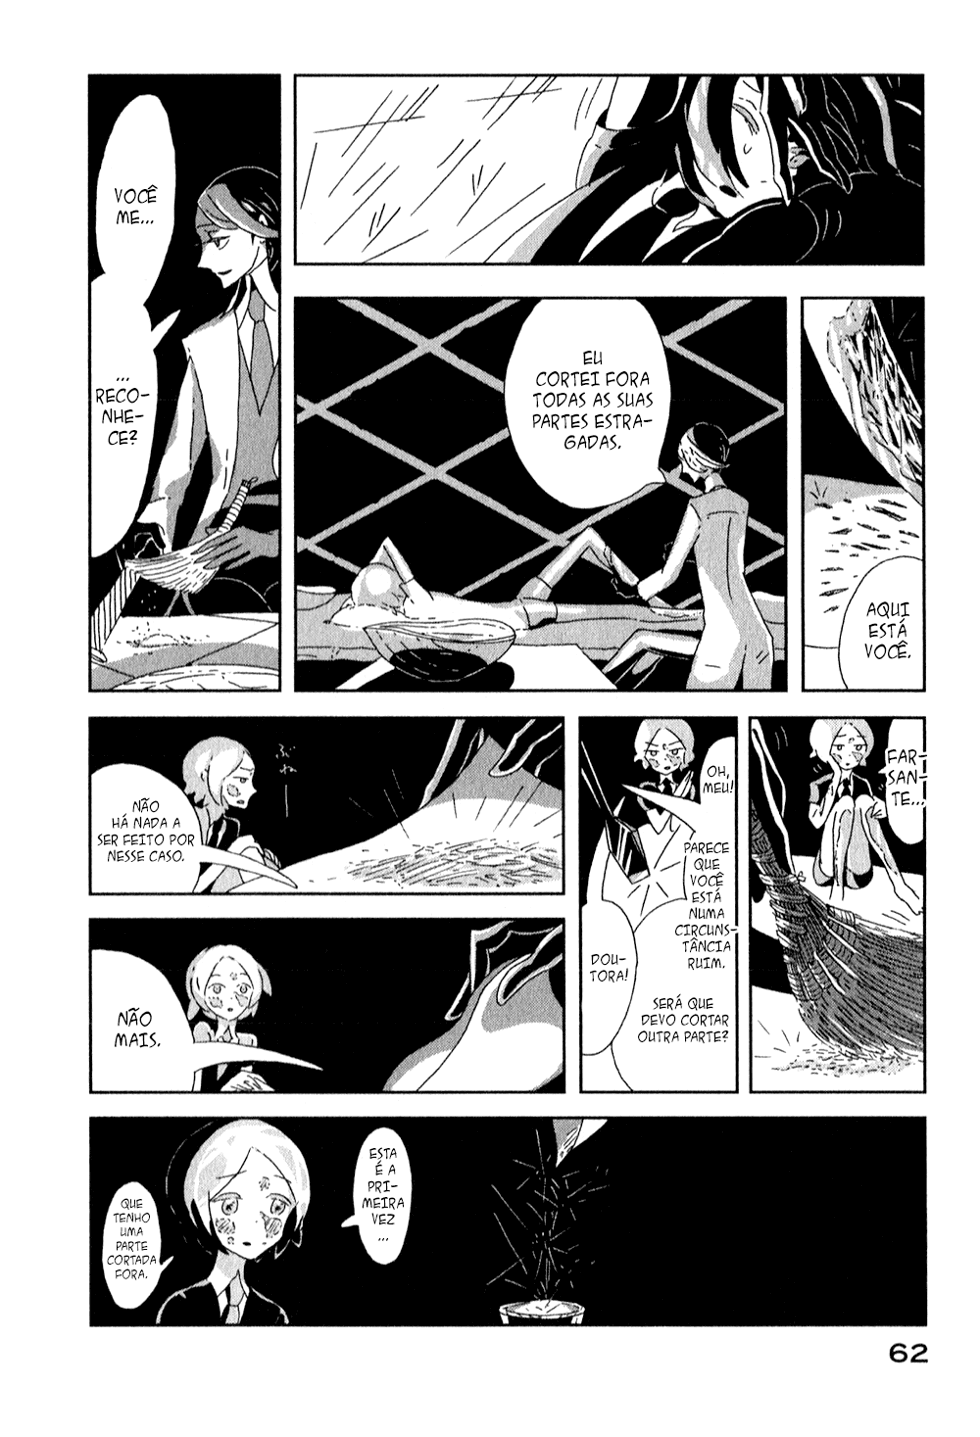 VOCÊ
ME...
...
RECO-
NHE-
CE?
EU
CORTEI FORA
TODAS AS SUAS
PARTES ESTRA-
GADAS.
AQUI
ESTÁ
VOCÊ.
FAR-
SAN-
TE...
OH,
MEU!
PARECE
QUE
VOCÊ
ESTÁ
NUMA
CIRCUNS-
TÂNCIA
RUIM.
SERÁ QUE
DEVO CORTAR
OUTRA PARTE?
DOU-
TORA!
ぶわ
NÃO
HÁ NADA A
SER FEITO POR
NESSE CASO.
NÃO
MAIS.
ESTA
É A
PRI-
MEIRA
VEZ
...
QUE
TENHO
UMA
PARTE
CORTADA
FORA.
62